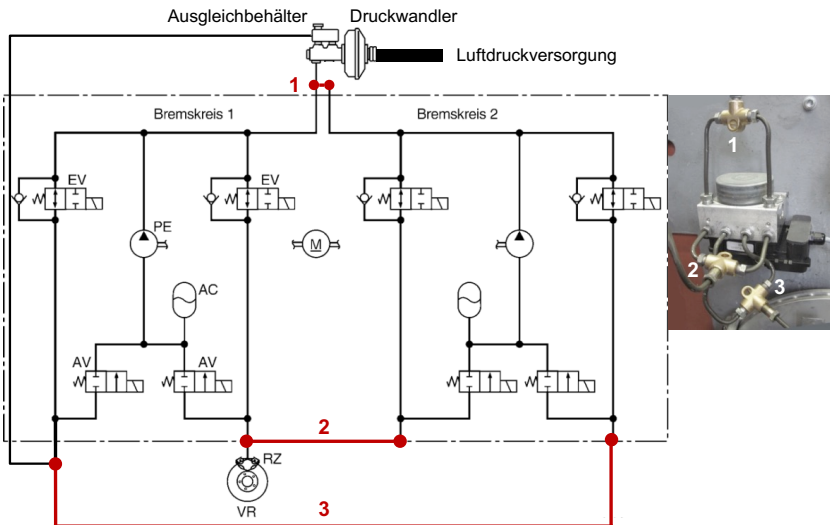 Ausgleichbehälter Druckwandler
Luftdruckversorgung
1
Bremskreis 1 Bremskreis 2
EV EV
PE M
AC
AV AV
2
RZ
VR 3
1
2
3